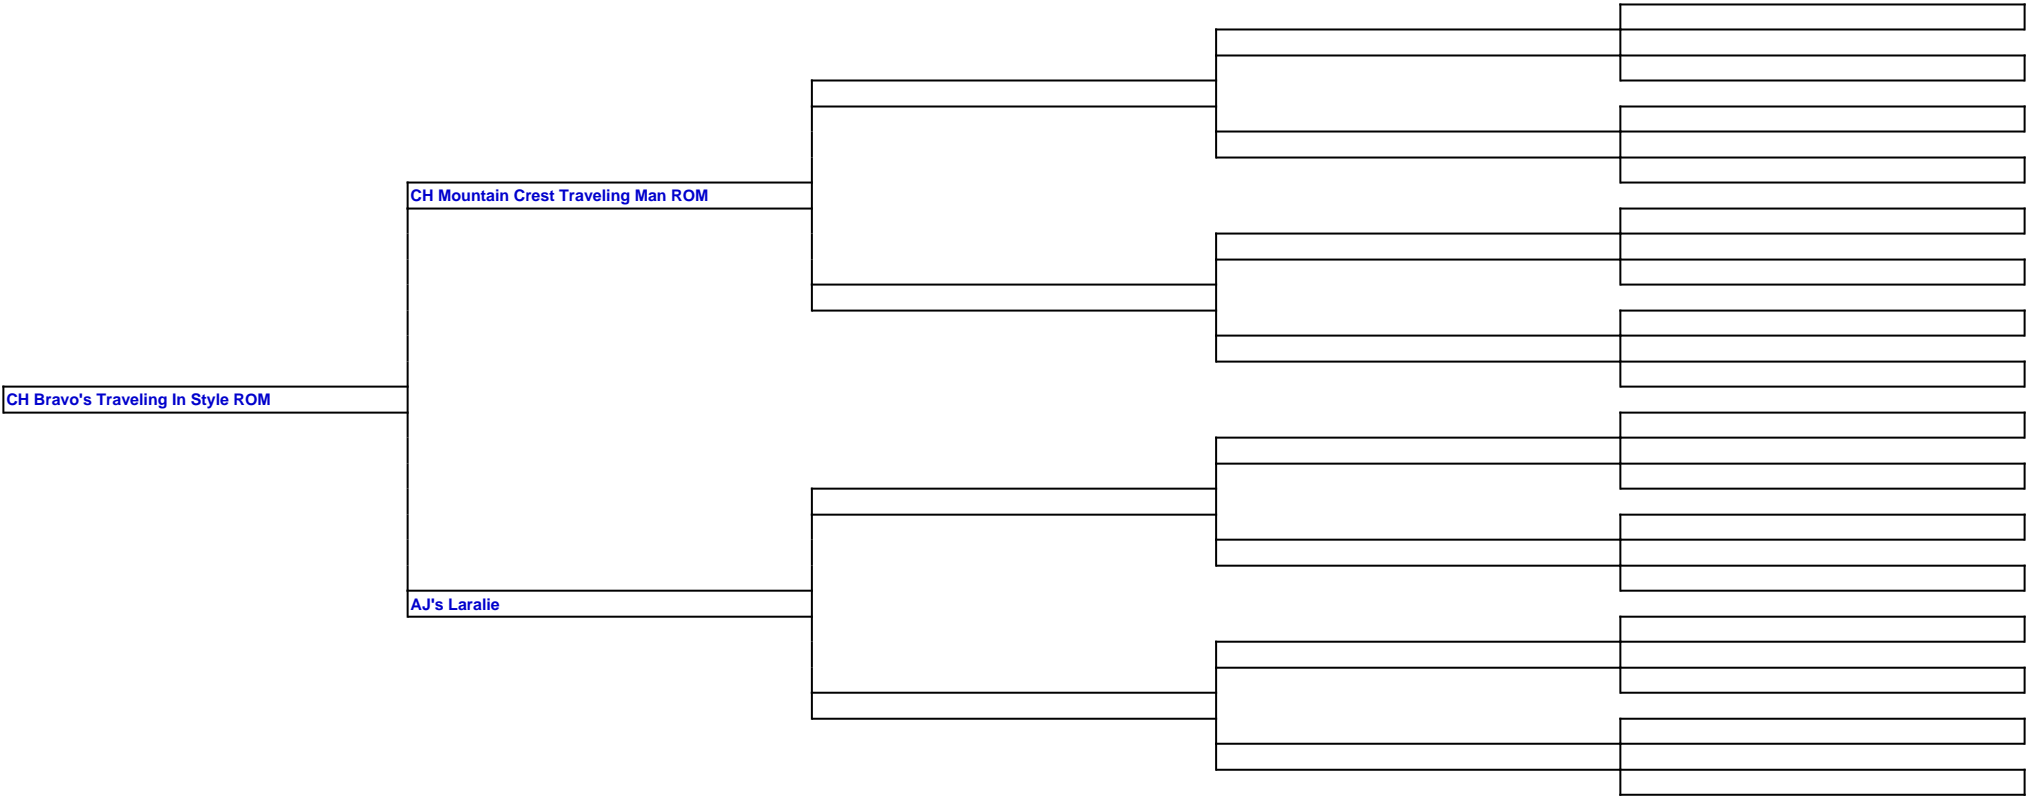 CH Mountain Crest Traveling Man ROM
CH Bravo's Traveling In Style ROM
AJ's Laralie